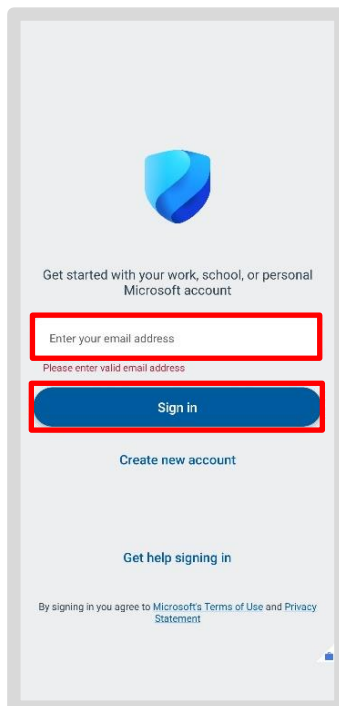 Get started with your work, school, or personal
Microsoft account
Enter your email address
Please enter valid email address
Sign in
Create new account
Get help signing in
By signing in you agree to Microsoft's Terms of Use and Privacy
Statement